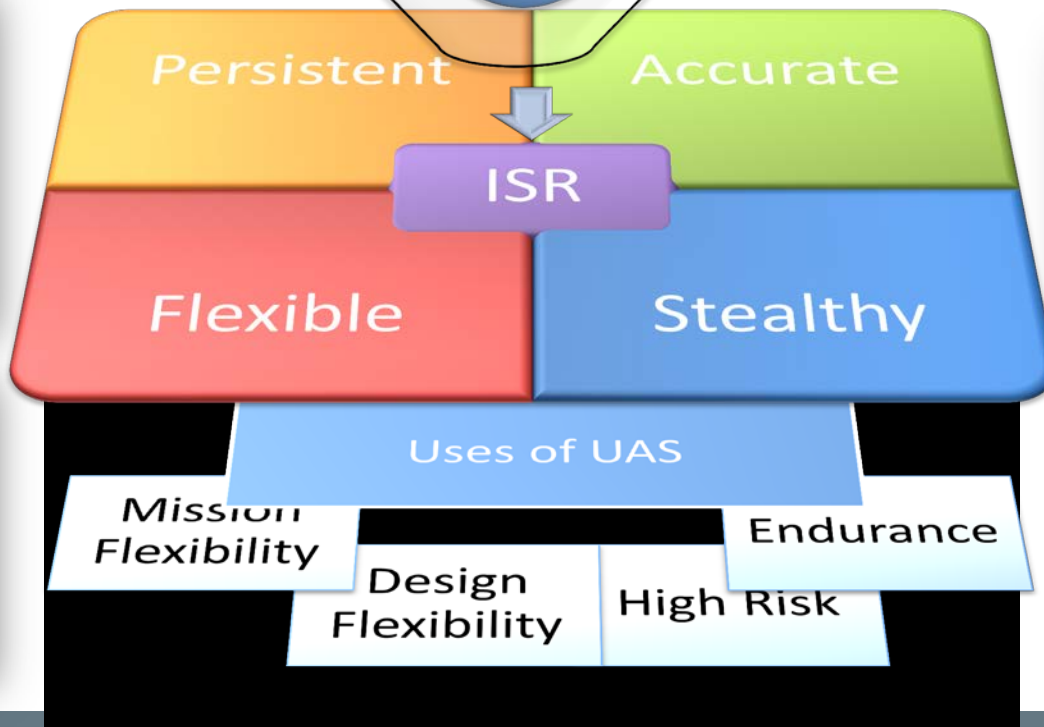 Persistent
Accurate
ISR
Flexible
Stealthy
Uses of UAS
Mission
Flexibility
Endurance
Design
Flexibility
High Risk